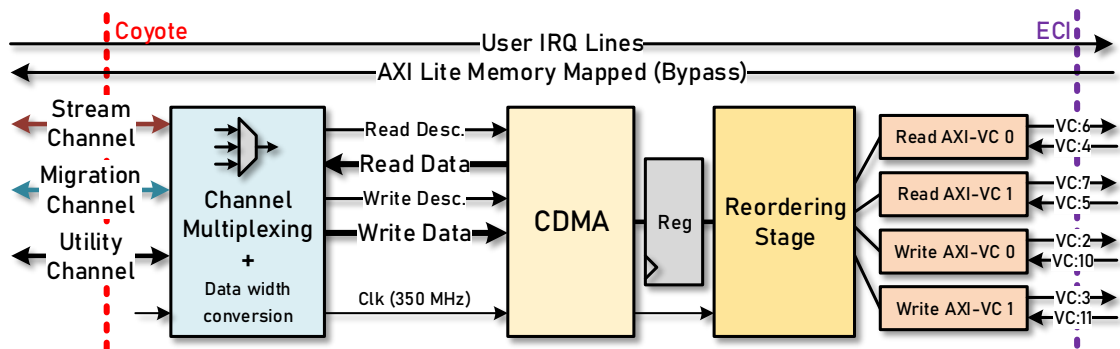 Coyote
ECI
User IRQ Lines
AXI Lite Memory Mapped (Bypass)
Stream
Channel
Migration
Channel
Utility
Channel
Channel
Multiplexing
+
Data width
conversion
Read Desc.
Read Data
Write Desc.
Write Data
Clk (350 MHz)
CDMA
Reg
Reordering
Stage
Read AXI-VC 0
Read AXI-VC 1
Write AXI-VC 0
Write AXI-VC 1
VC:6
VC:4
VC:7
VC:5
VC:2
VC:10
VC:3
VC:11